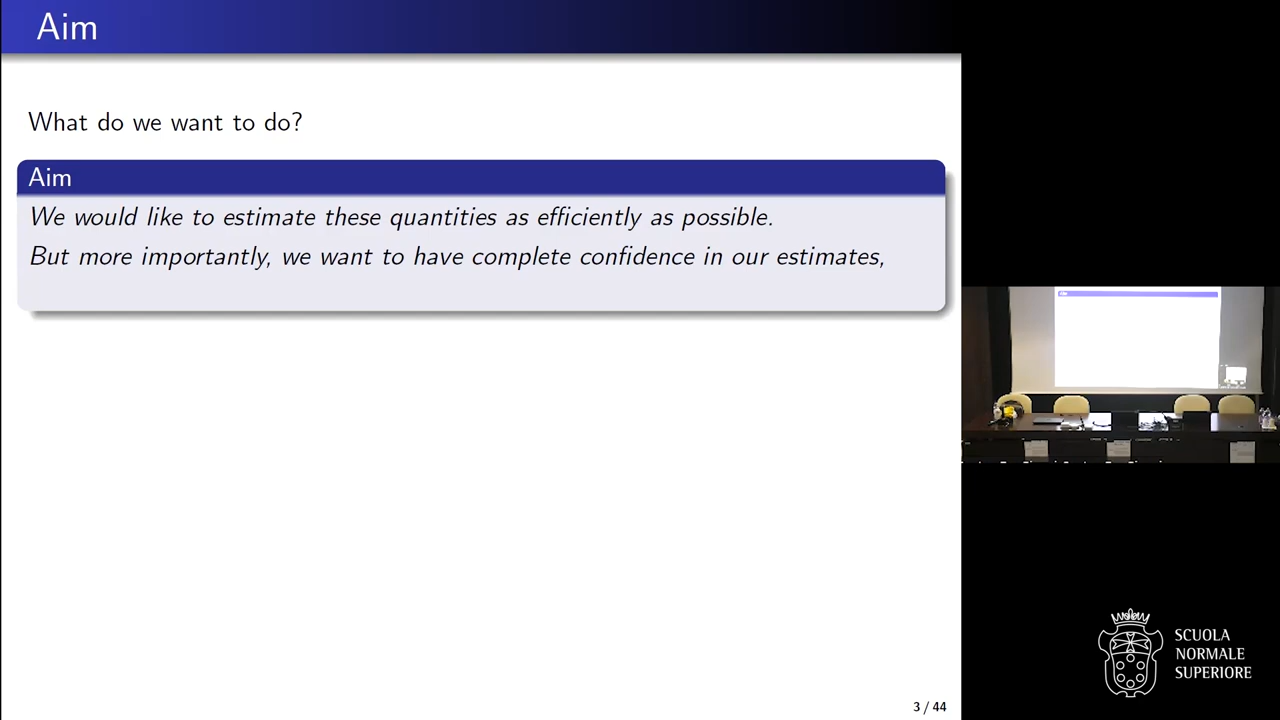 Aim
What do we want to do?
Aim
We would like to estimate these quantities as efficiently as possible.
But more importantly, we want to have complete confidence in our estimates,
3 / 44
SCUOLA
NORMALE
SUPERIORE